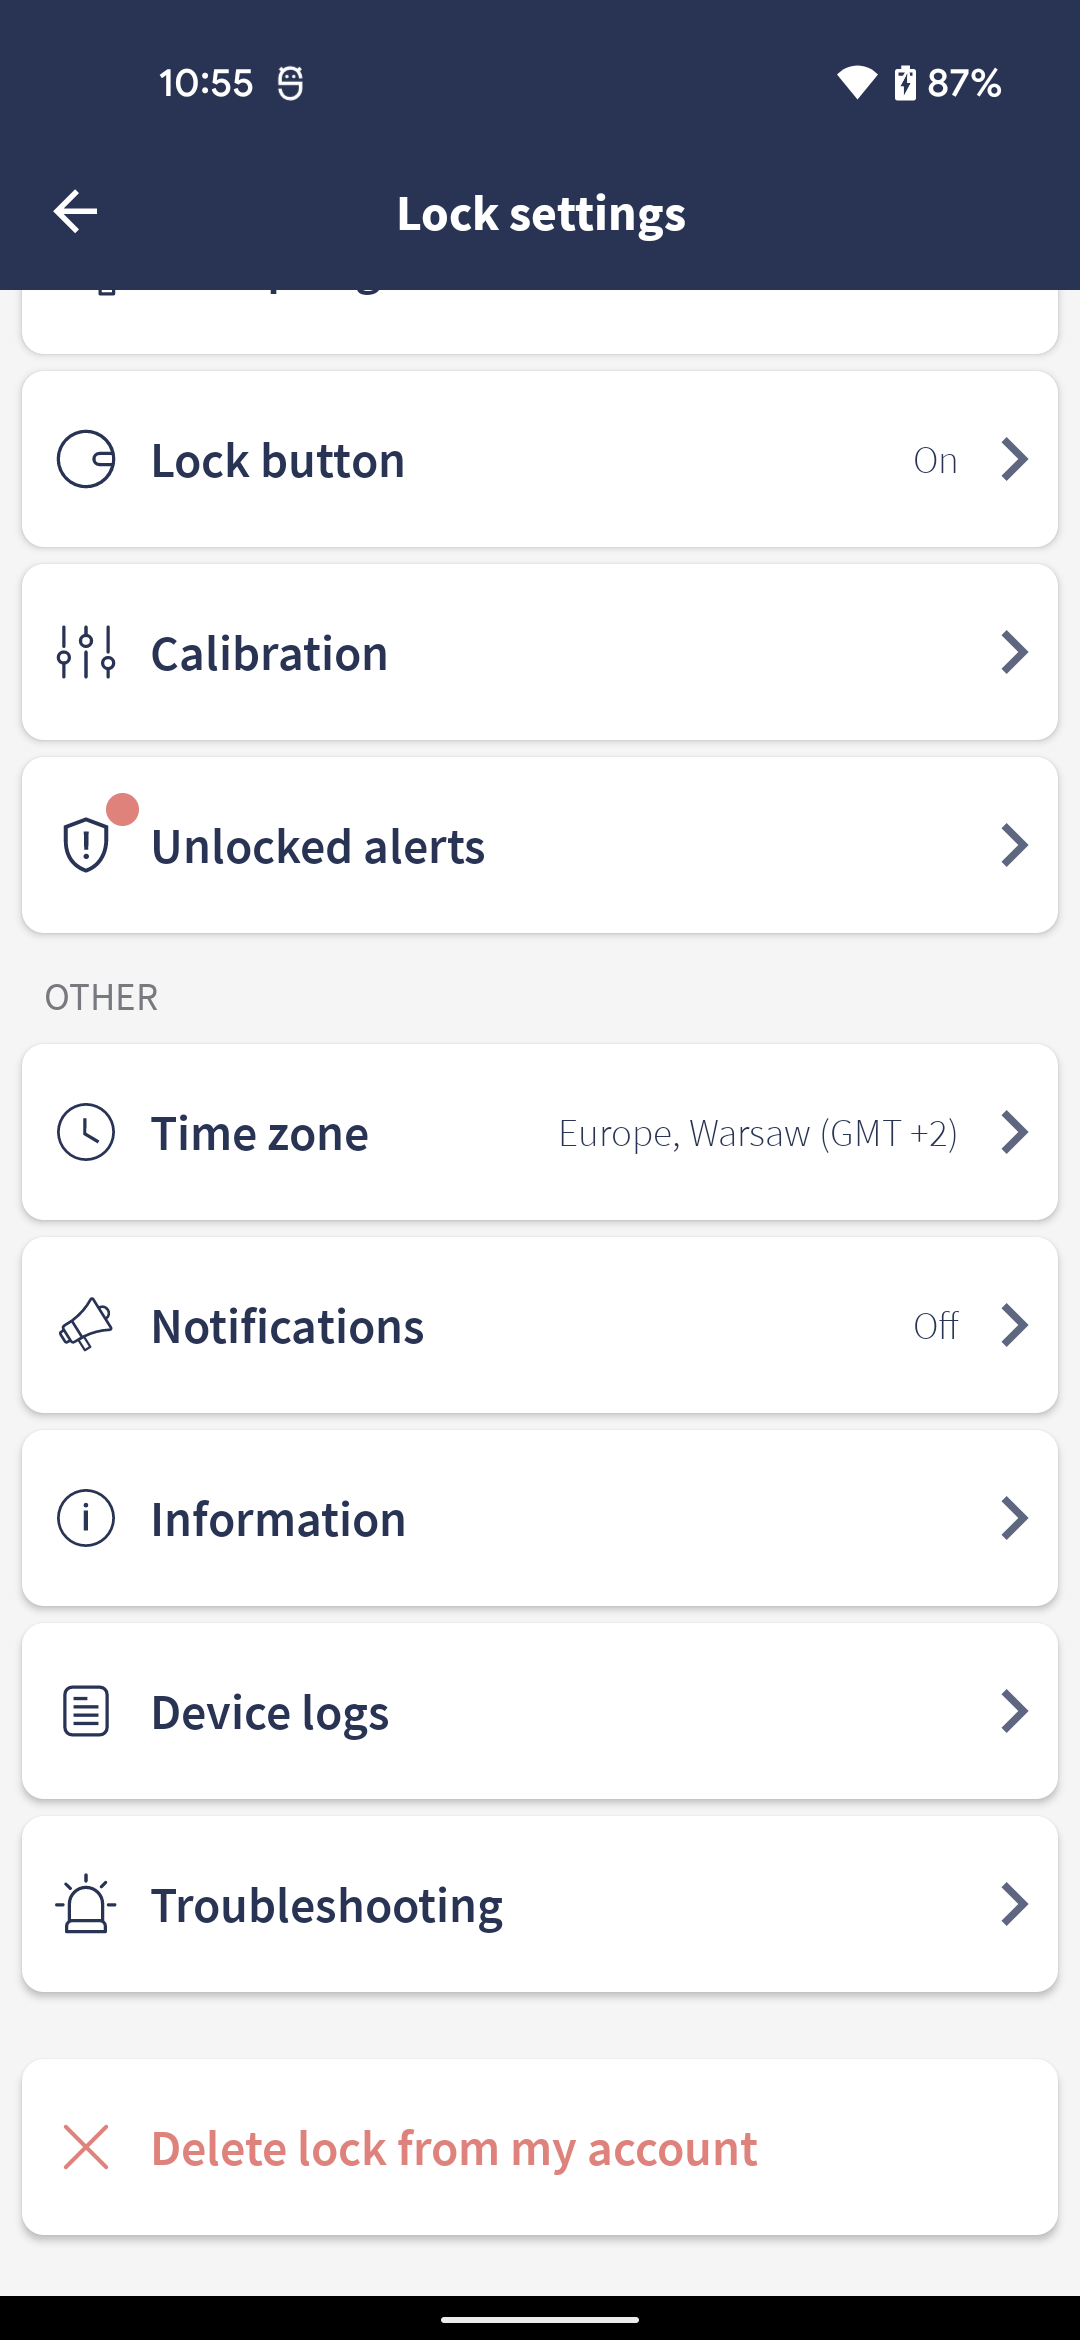 10:55
87%
Lock settings
Lock button
On
Calibration
Unlocked alerts
OTHER
Time zone
Europe, Warsaw (GMT +2)
Notifications
Off
Information
Device logs
Troubleshooting
Delete lock from my account